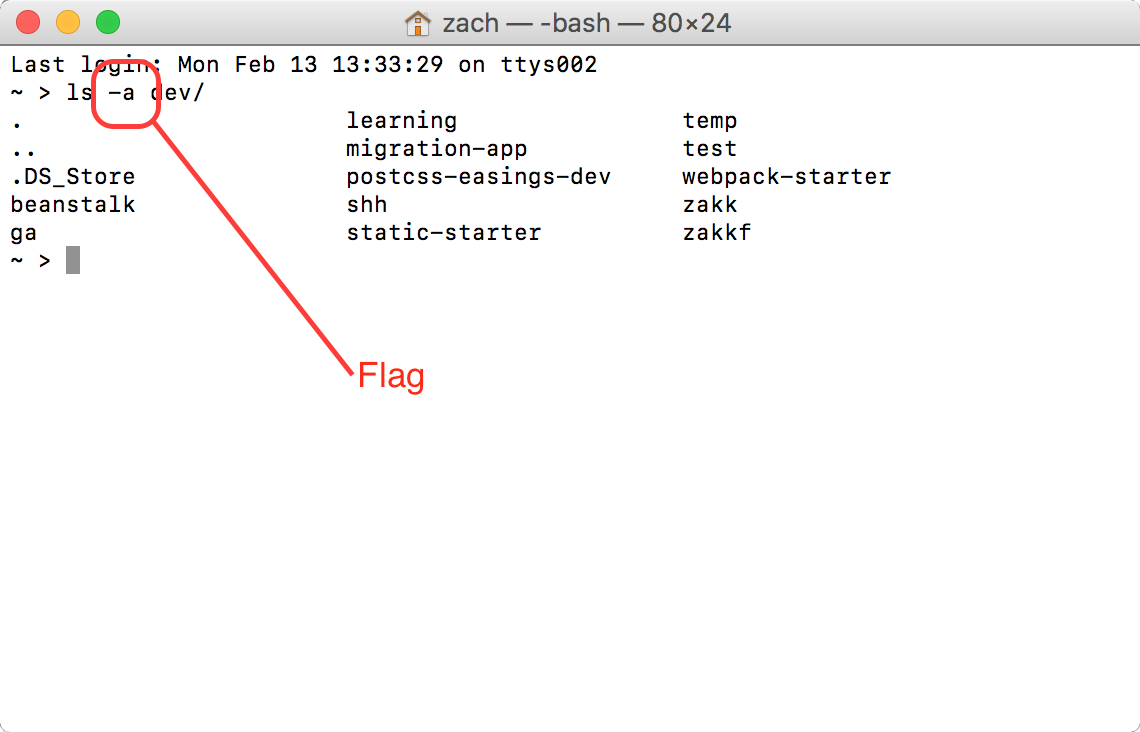 zach — -bash — 80×24
Last login: Mon Feb 13 13:33:29 on ttys002
~ > ls -a dev/
. learning temp
.. migration-app test
.DS_Store postcss-easings-dev webpack-starter
beanstalk shh zakk
ga static-starter zakkf
~ >
Flag